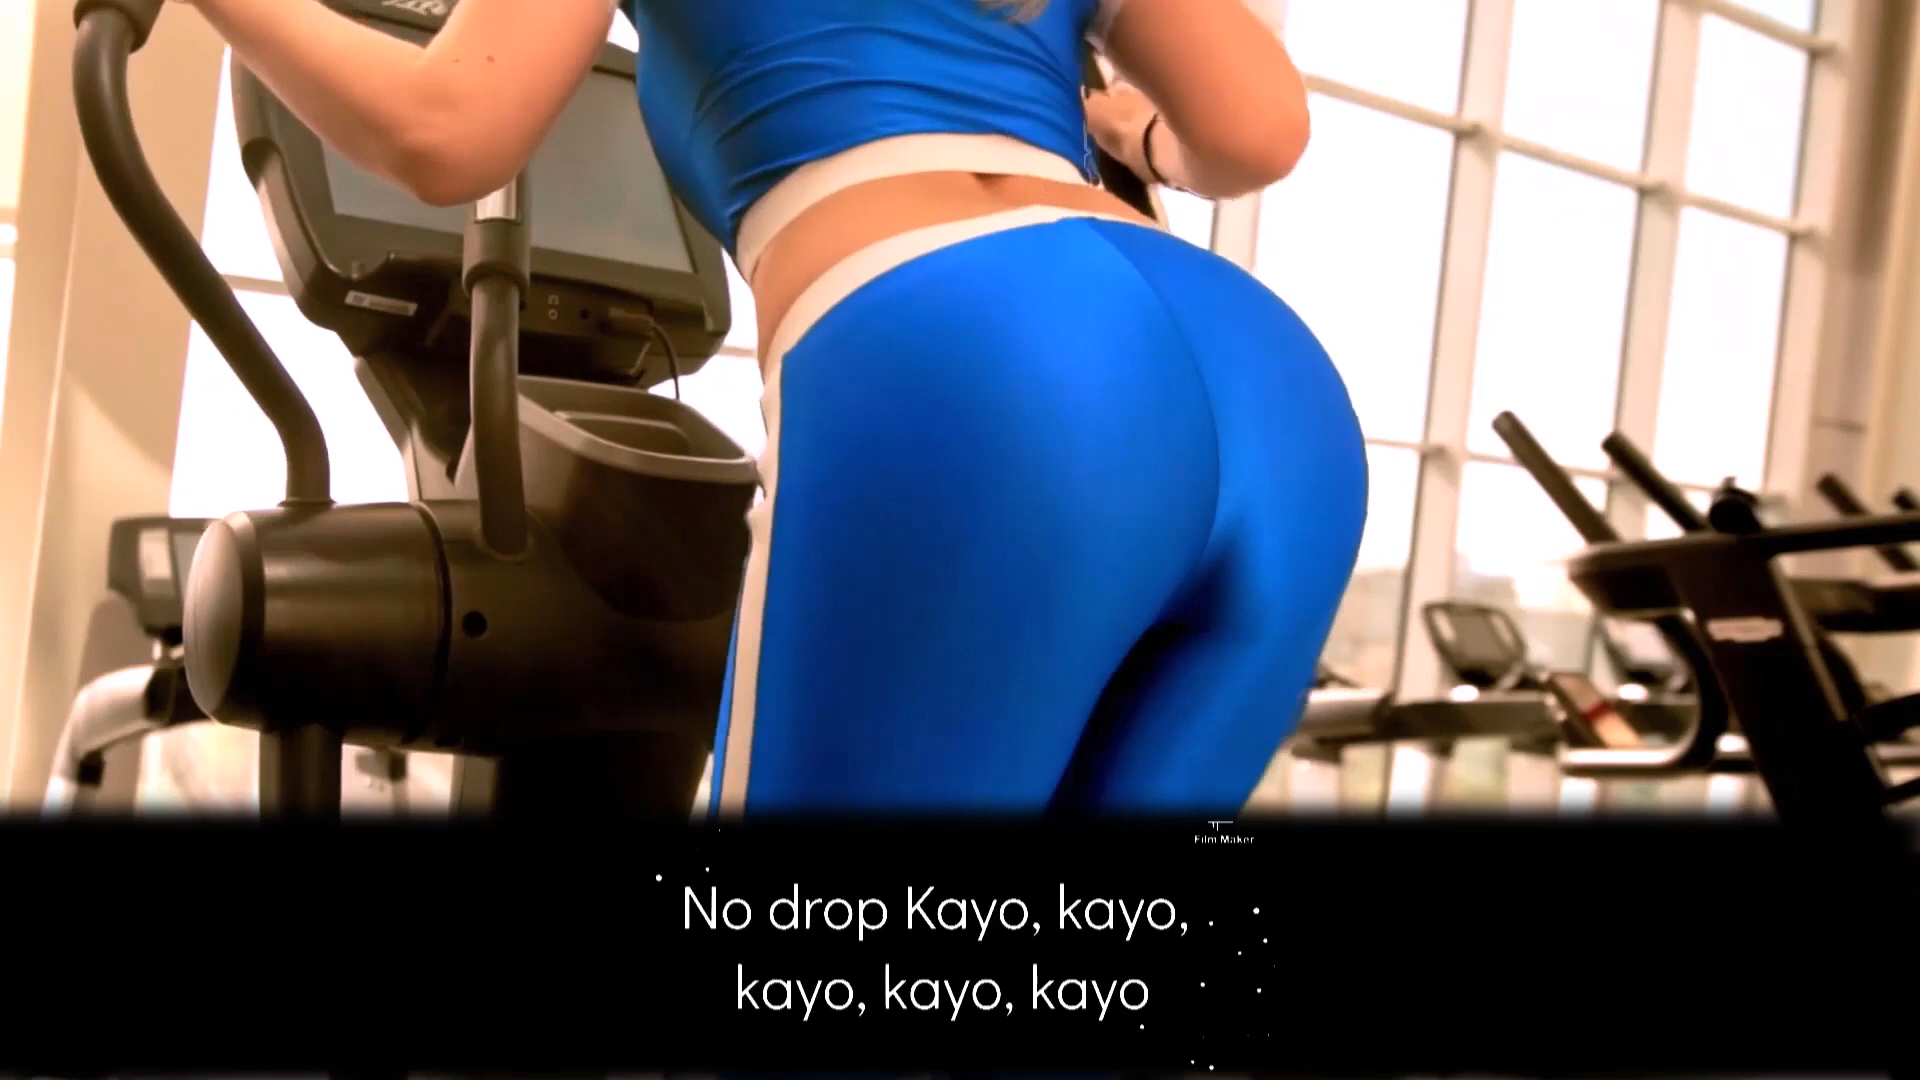 Film Maker
No drop Kayo, kayo,
kayo, kayo, kayo